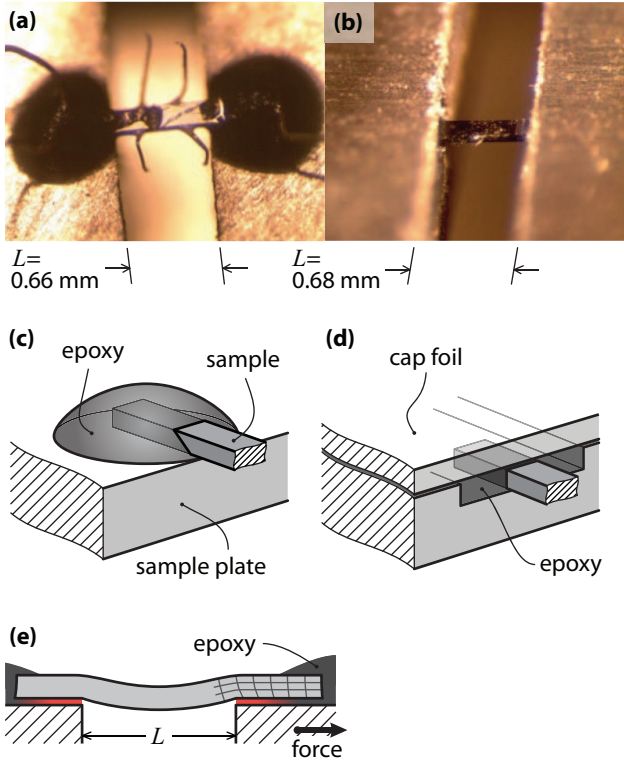 (a)
(b)
L=
0.66 mm
L=
0.68 mm
(c)
epoxy
sample
sample plate
(d)
cap foil
epoxy
(e)
epoxy
L
force